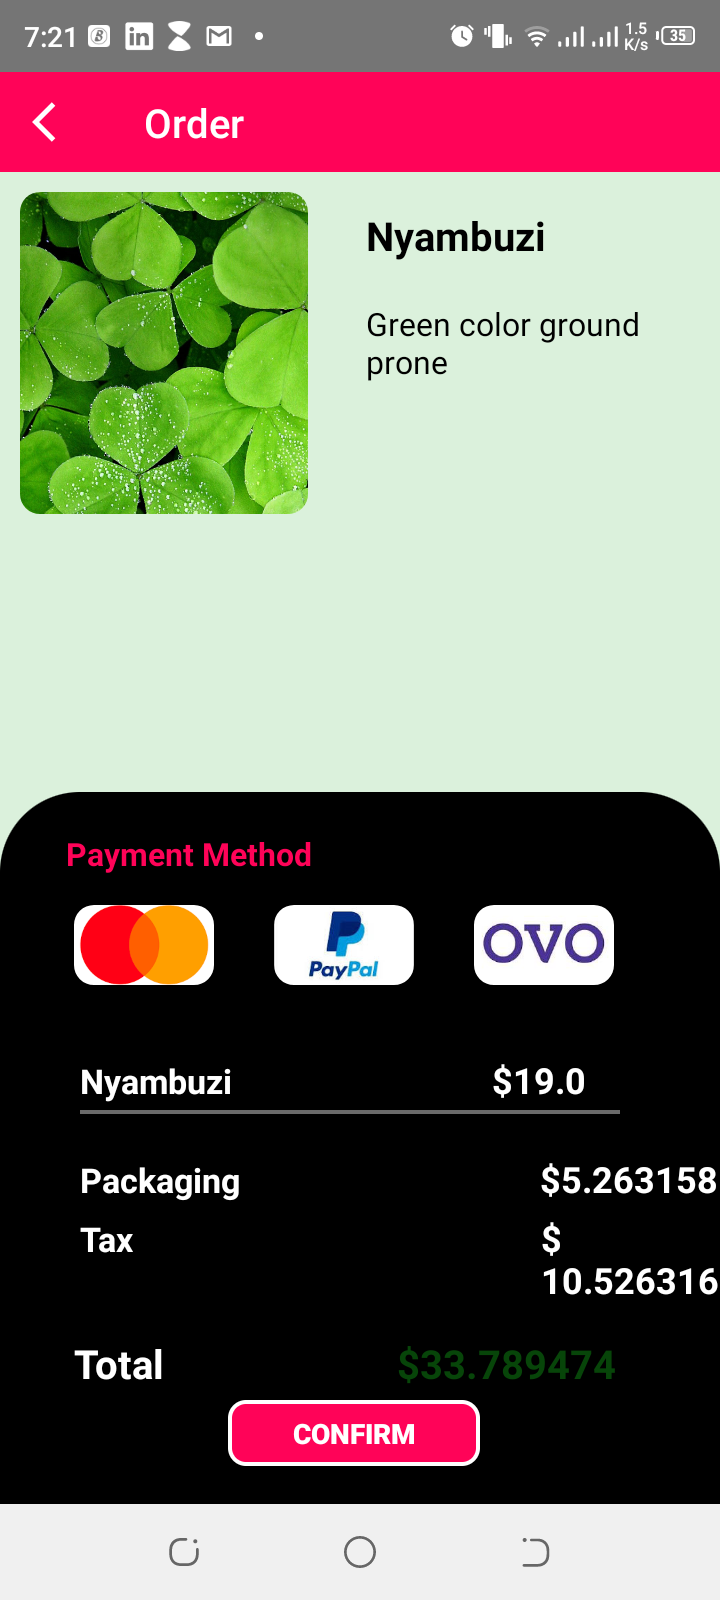 7:21
1.5
K/s
35
Order
Nyambuzi
Green color ground
prone
Payment Method
PayPal
OVO
Nyambuzi $19.0
Packaging $5.263158
Tax $
10.526316
Total $33.789474
CONFIRM